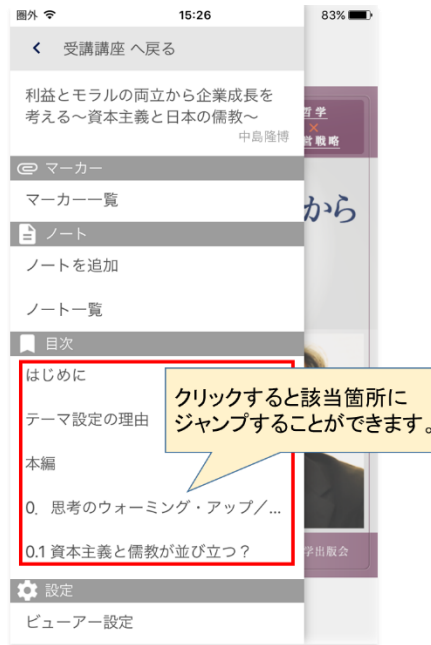 圏外 15:26 83%
受講講座 へ戻る
利益とモラルの両立から企業成長を
考える～資本主義と日本の儒教～
中島隆博
マーカー
マーカー一覧
ノート
ノートを追加
ノート一覧
目次
はじめに
テーマ設定の理由
本編
0. 思考のウォーミング・アップ／...
0.1 資本主義と儒教が並び立つ？
設定
ビューアー設定
クリックすると該当箇所に
ジャンプすることができます。
哲学
×
営戦略
から
学出版会